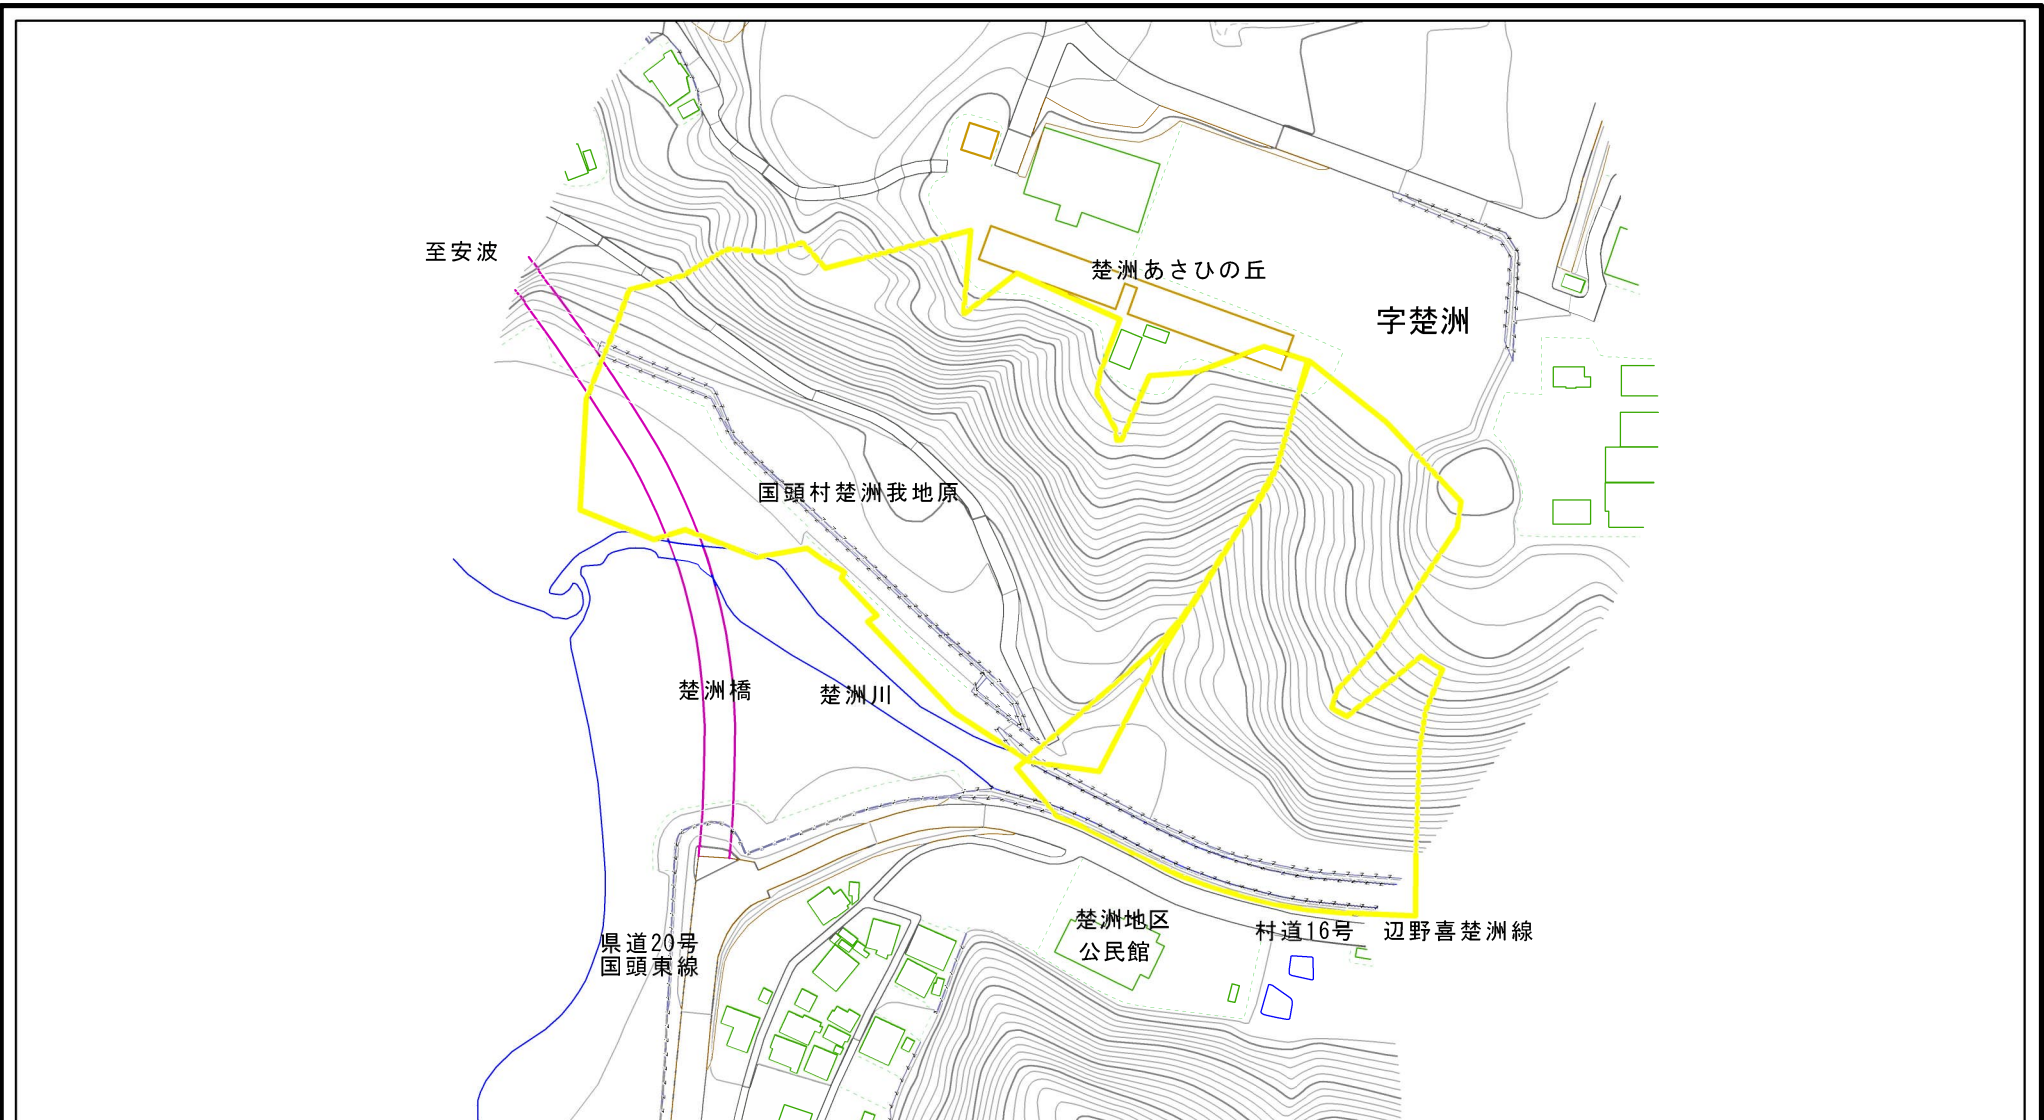 至安波
楚洲あさひの丘
字楚洲
国頭村楚洲我地原
楚洲橋
楚洲川
楚洲地区
公民館
村道16号 辺野喜楚洲線
県道20号
国頭東線